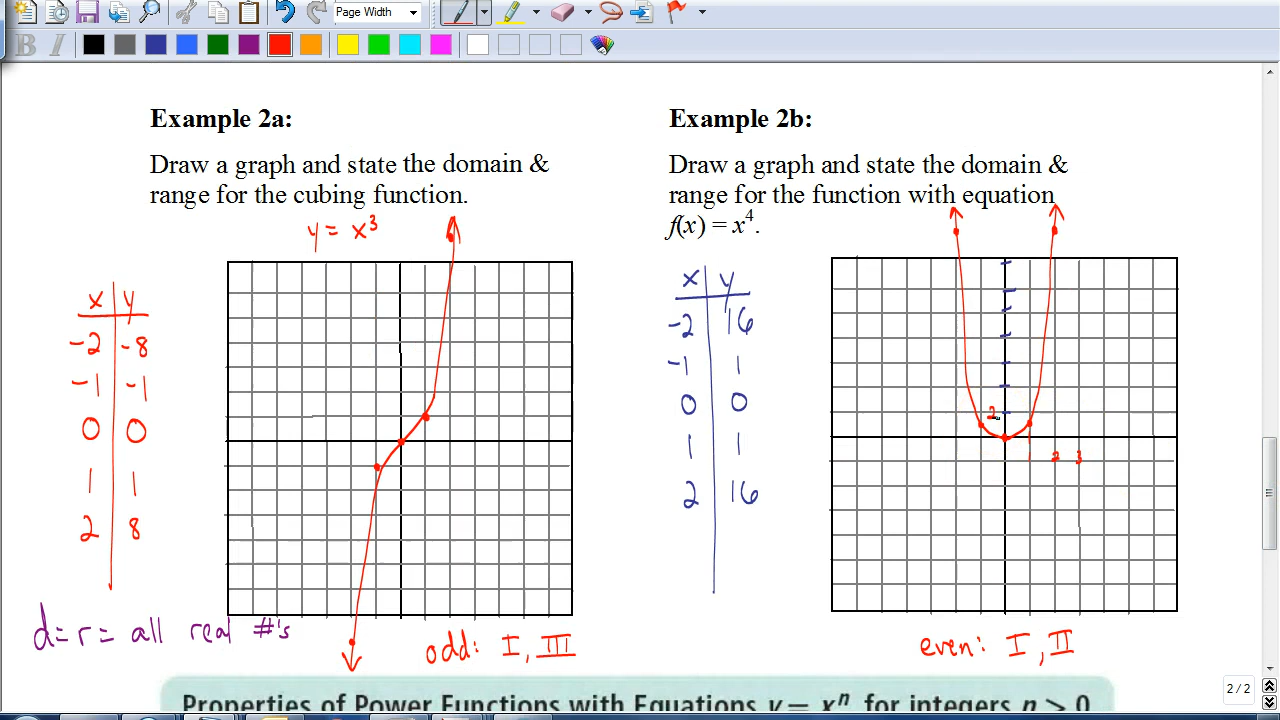 Page Width
B I
Example 2a:
Draw a graph and state the domain &
range for the cubing function.
y = x³
x y
-2 -8
-1 -1
0 0
1 1
2 8
d=r= all real #'s
odd: I, III
Example 2b:
Draw a graph and state the domain &
range for the function with equation
f(x) = x⁴.
x y
-2 16
-1 1
0 0
1 1
2 16
2
1 2 3
even: I, II
2 / 2
Properties of Power Functions with Equations y = xⁿ for integers n > 0